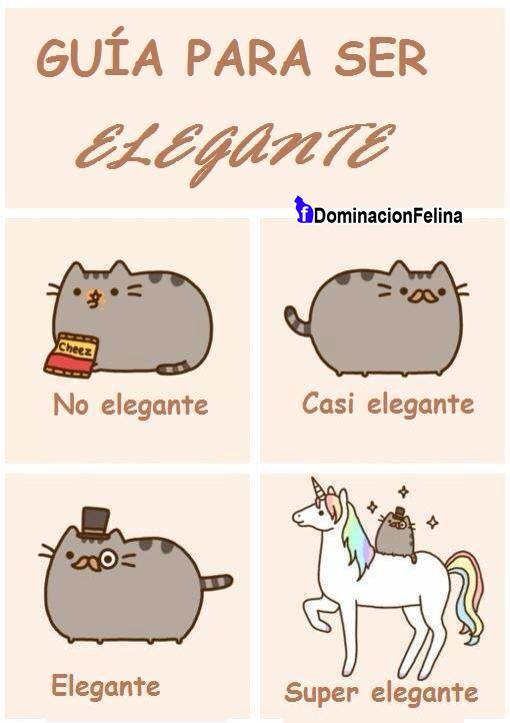 GUÍA PARA SER
ELEGANTE
f DominacionFelina
Cheez
No elegante
Casi elegante
Elegante
Super elegante